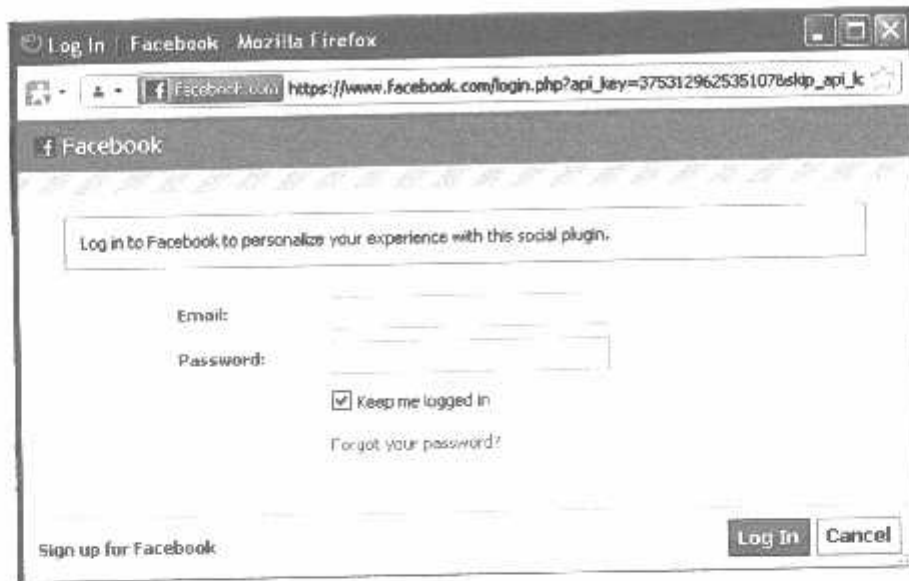 Log In | Facebook - Mozilla Firefox
Facebook.com https://www.facebook.com/login.php?api_key=375312962535107&skip_api_lo
Facebook
Log in to Facebook to personalize your experience with this social plugin.
Email:
Password:
Keep me logged in
Forgot your password?
Sign up for Facebook
Log In Cancel